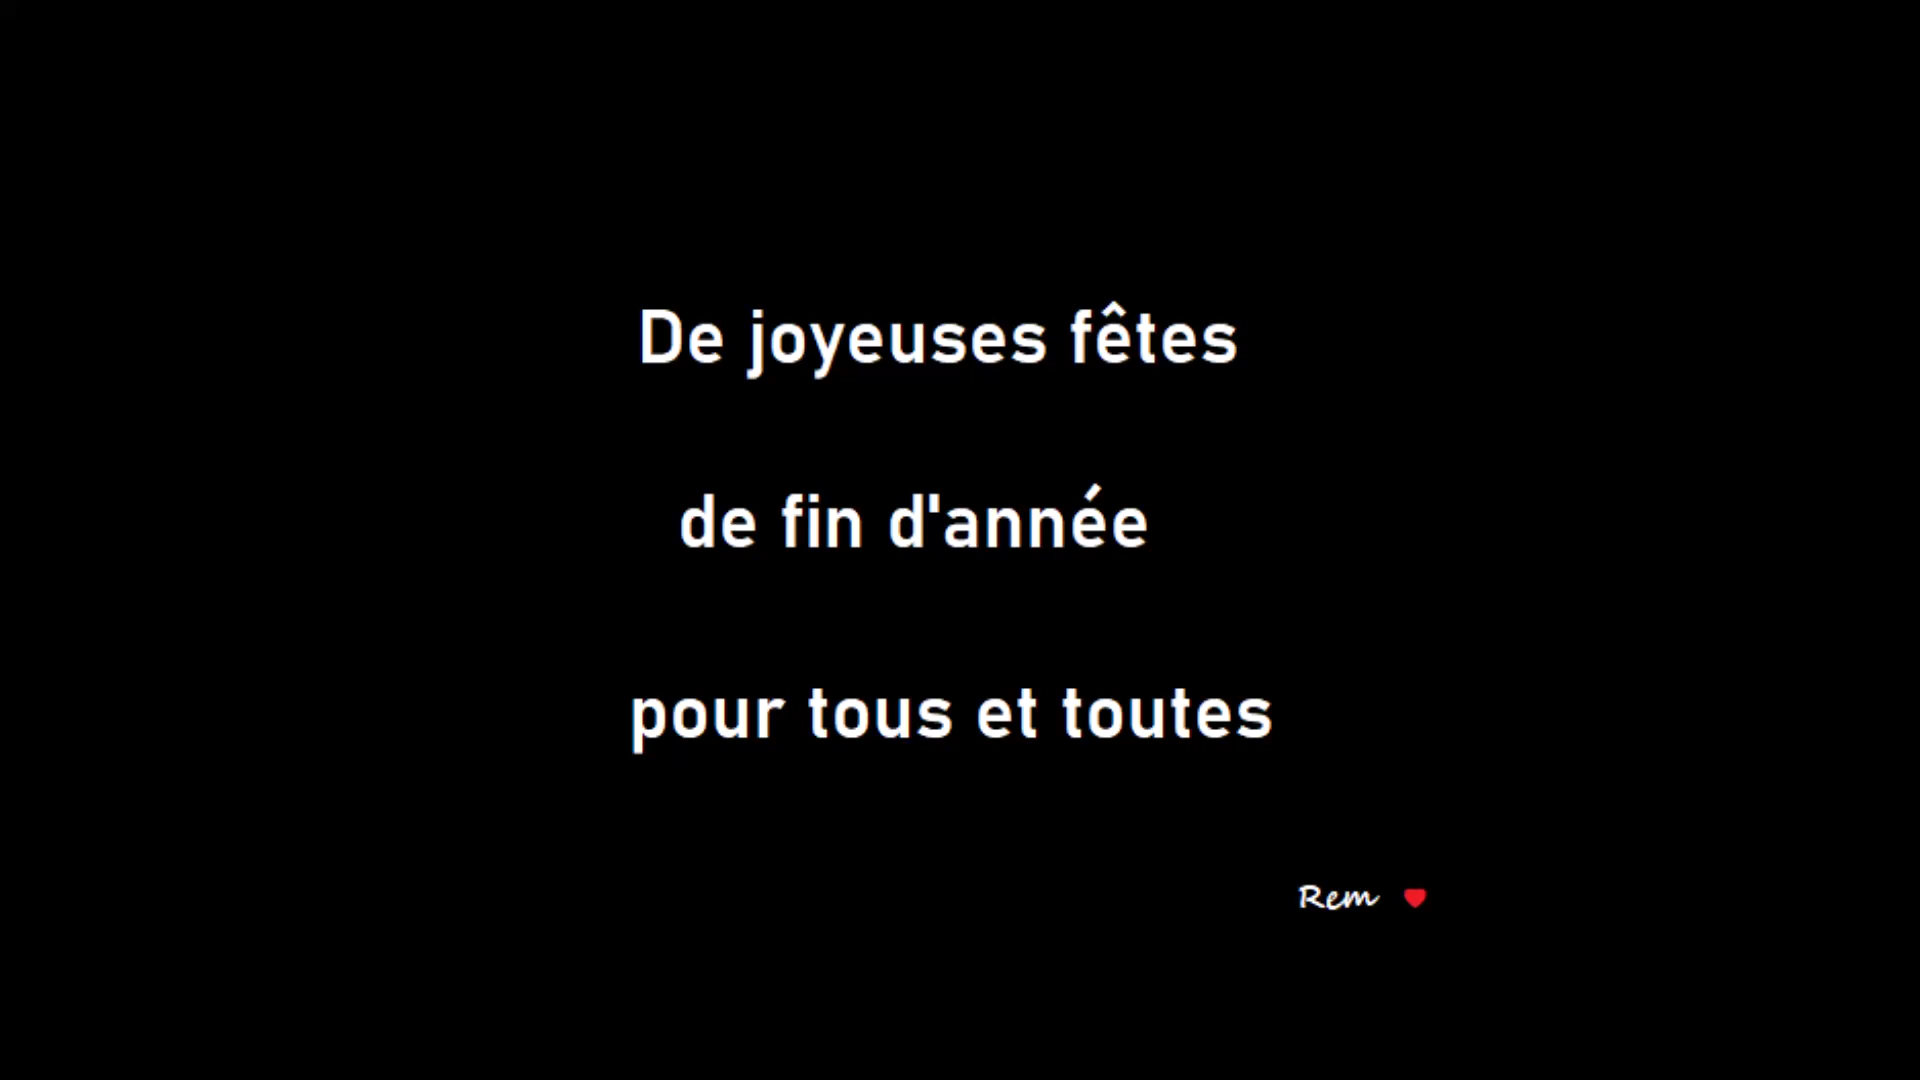 De joyeuses fêtes
de fin d'année
pour tous et toutes
Rem ♥